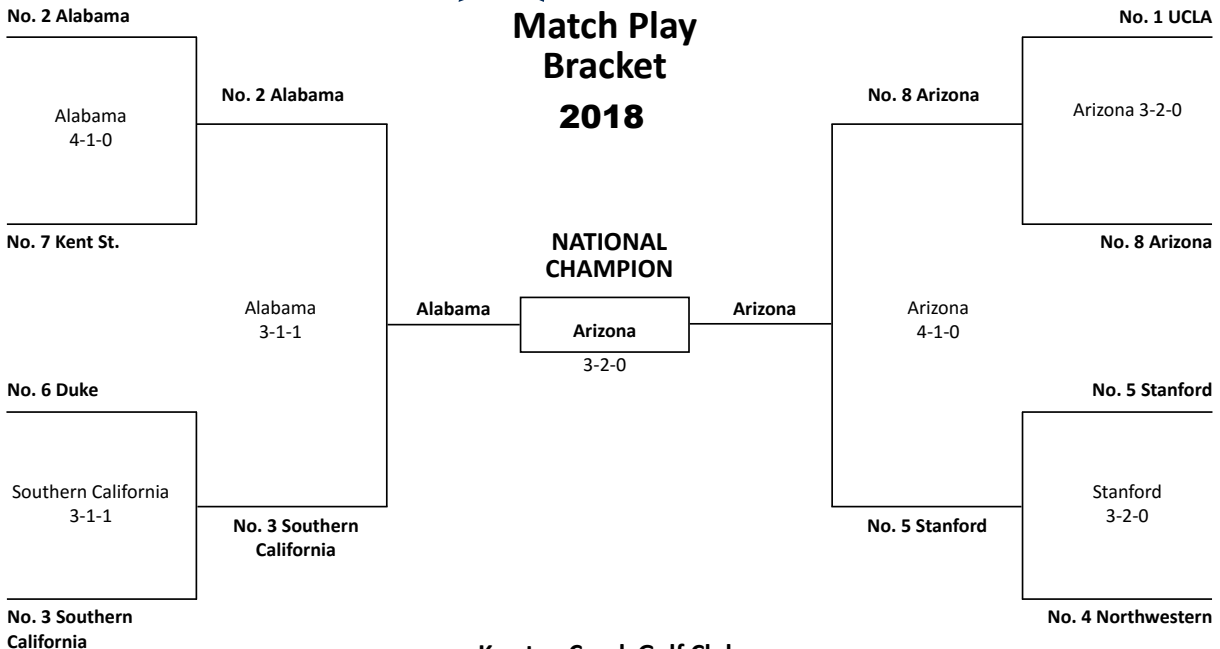 Match Play
Bracket
2018
No. 2 Alabama
Alabama
4-1-0
No. 7 Kent St.
No. 2 Alabama
Alabama
3-1-1
No. 6 Duke
Southern California
3-1-1
No. 3 Southern
California
No. 3 Southern
California
Alabama
NATIONAL
CHAMPION
Arizona
3-2-0
Arizona
No. 8 Arizona
Arizona
4-1-0
No. 5 Stanford
No. 1 UCLA
Arizona 3-2-0
No. 8 Arizona
No. 5 Stanford
Stanford
3-2-0
No. 4 Northwestern
Karsten Creek Golf Club